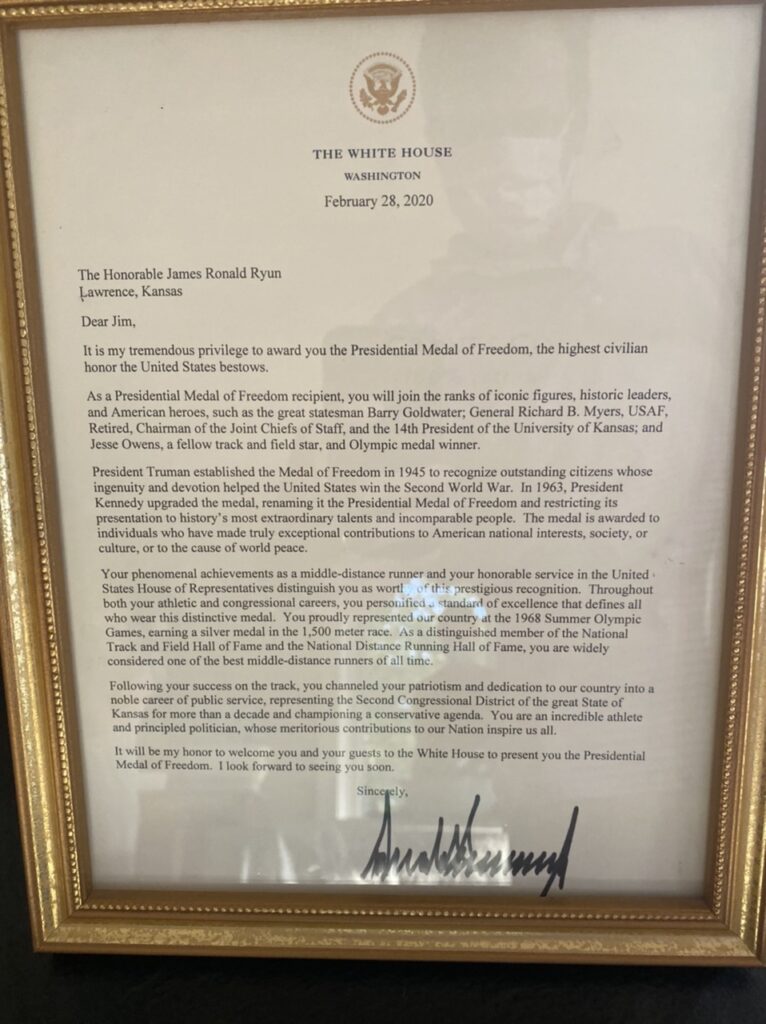 THE WHITE HOUSE
WASHINGTON
February 28, 2020
The Honorable James Ronald Ryun
Lawrence, Kansas
Dear Jim,
It is my tremendous privilege to award you the Presidential Medal of Freedom, the highest civilian
honor the United States bestows.
As a Presidential Medal of Freedom recipient, you will join the ranks of iconic figures, historic leaders,
and American heroes, such as the great statesman Barry Goldwater; General Richard B. Myers, USAF,
Retired, Chairman of the Joint Chiefs of Staff, and the 14th President of the University of Kansas; and
Jesse Owens, a fellow track and field star, and Olympic medal winner.
President Truman established the Medal of Freedom in 1945 to recognize outstanding citizens whose
ingenuity and devotion helped the United States win the Second World War. In 1963, President
Kennedy upgraded the medal, renaming it the Presidential Medal of Freedom and restricting its
presentation to history's most extraordinary talents and incomparable people. The medal is awarded to
individuals who have made truly exceptional contributions to American national interests, society, or
culture, or to the cause of world peace.
Your phenomenal achievements as a middle-distance runner and your honorable service in the United
States House of Representatives distinguish you as worthy of this prestigious recognition. Throughout
both your athletic and congressional careers, you personified a standard of excellence that defines all
who wear this distinctive medal. You proudly represented our country at the 1968 Summer Olympic
Games, earning a silver medal in the 1,500 meter race. As a distinguished member of the National
Track and Field Hall of Fame and the National Distance Running Hall of Fame, you are widely
considered one of the best middle-distance runners of all time.
Following your success on the track, you channeled your patriotism and dedication to our country into a
noble career of public service, representing the Second Congressional District of the great State of
Kansas for more than a decade and championing a conservative agenda. You are an incredible athlete
and principled politician, whose meritorious contributions to our Nation inspire us all.
It will be my honor to welcome you and your guests to the White House to present you the Presidential
Medal of Freedom. I look forward to seeing you soon.
Sincerely,